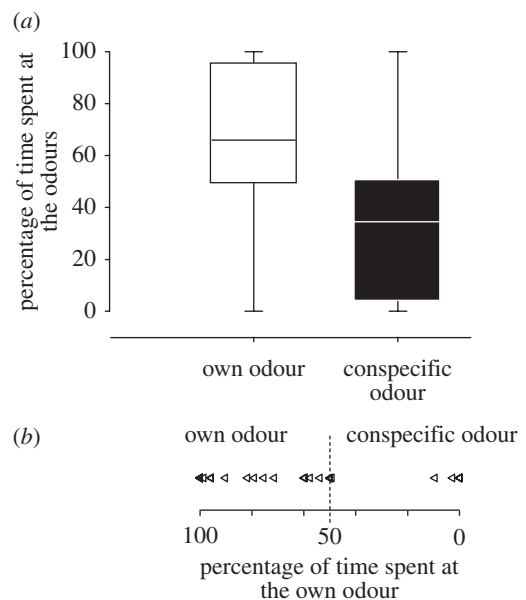 (a)
percentage of time spent at
the odours
100
80
60
40
20
0
own odour
conspecific
odour
(b)
own odour
conspecific odour
100
50
0
percentage of time spent at
the own odour